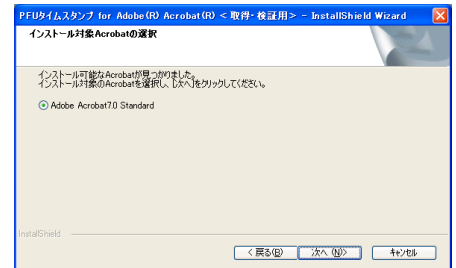 PFUタイムスタンプ for Adobe(R) Acrobat(R) <取得・検証用> - InstallShield Wizard
インストール対象Acrobatの選択
インストール可能なAcrobatが見つかりました。
インストール対象のAcrobatを選択し、[次へ]をクリックしてください。
Adobe Acrobat7.0 Standard
InstallShield
< 戻る(B) 次へ (N)> キャンセル